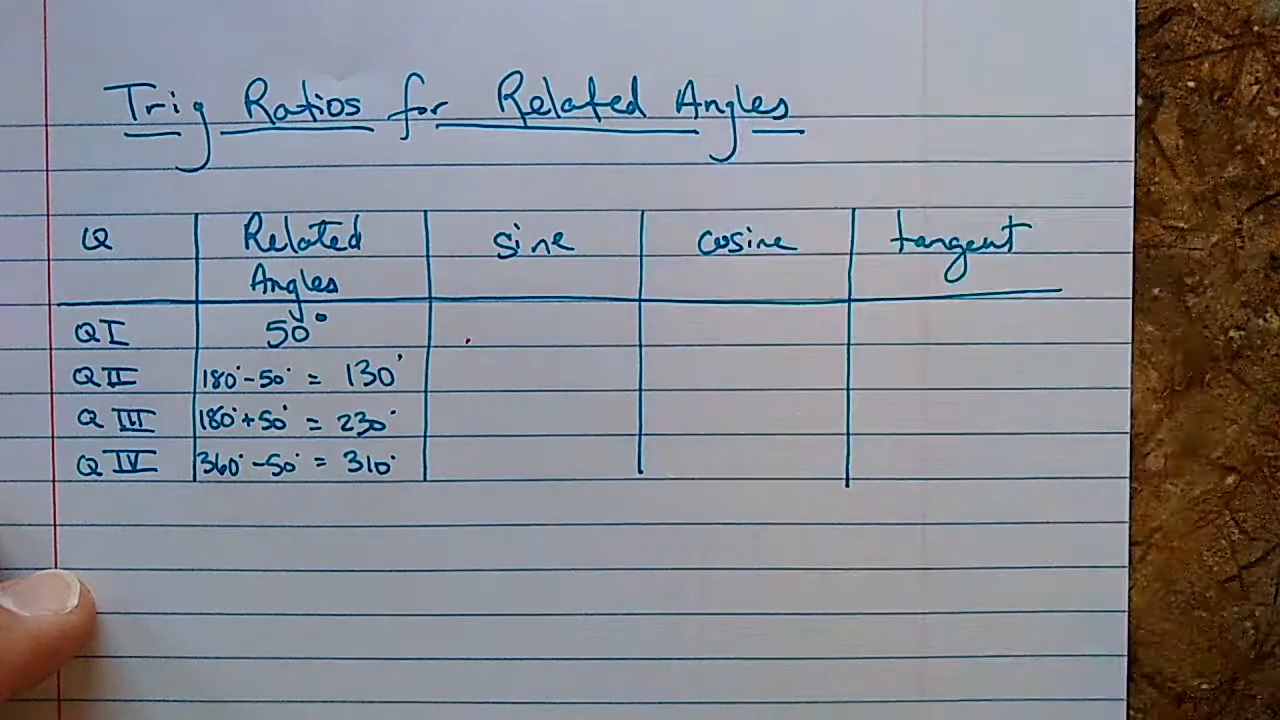 Trig Ratios for Related Angles
Q Related Angles sine cosine tangent
QI 50°
QII 180°-50° = 130°
QIII 180°+50° = 230°
QIV 360°-50° = 310°